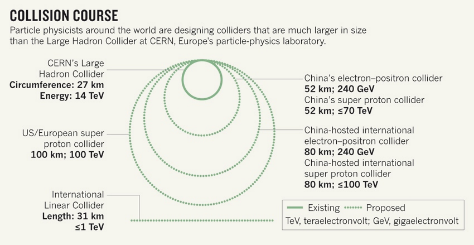 COLLISION COURSE
Particle physicists around the world are designing colliders that are much larger in size
than the Large Hadron Collider at CERN, Europe's particle-physics laboratory.
CERN's Large
Hadron Collider
Circumference: 27 km
Energy: 14 TeV
US/European super
proton collider
100 km; 100 TeV
International
Linear Collider
Length: 31 km
≤1 TeV
China's electron–positron collider
52 km; 240 GeV
China's super proton collider
52 km; ≤70 TeV
China-hosted international
electron–positron collider
80 km; 240 GeV
China-hosted international
super proton collider
80 km; ≤100 TeV
Existing Proposed
TeV, teraelectronvolt; GeV, gigaelectronvolt